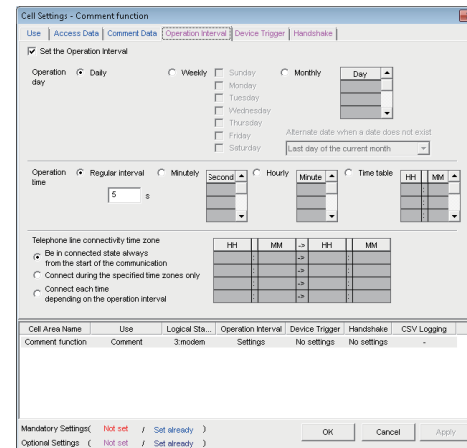 Cell Settings - Comment function
Use | Access Data | Comment Data | Operation Interval | Device Trigger | Handshake |
Set the Operation Interval
Operation day Daily Weekly Sunday Monthly Day
Monday
Tuesday
Wednesday
Thursday
Friday Alternate date when a date does not exist
Saturday Last day of the current month
Operation time Regular interval Minutely Second Hourly Minute Time table HH MM
5 s
Telephone line connectivity time zone HH MM -> HH MM
Be in connected state always from the start of the communication : -> :
Connect during the specified time zones only : -> :
Connect each time depending on the operation interval : -> :
Cell Area Name Use Logical Sta... Operation Interval Device Trigger Handshake CSV Logging
Comment function Comment 3:modem Settings No settings No settings -
Mandatory Settings( Not set / Set already ) OK Cancel Apply
Optional Settings ( Not set / Set already )